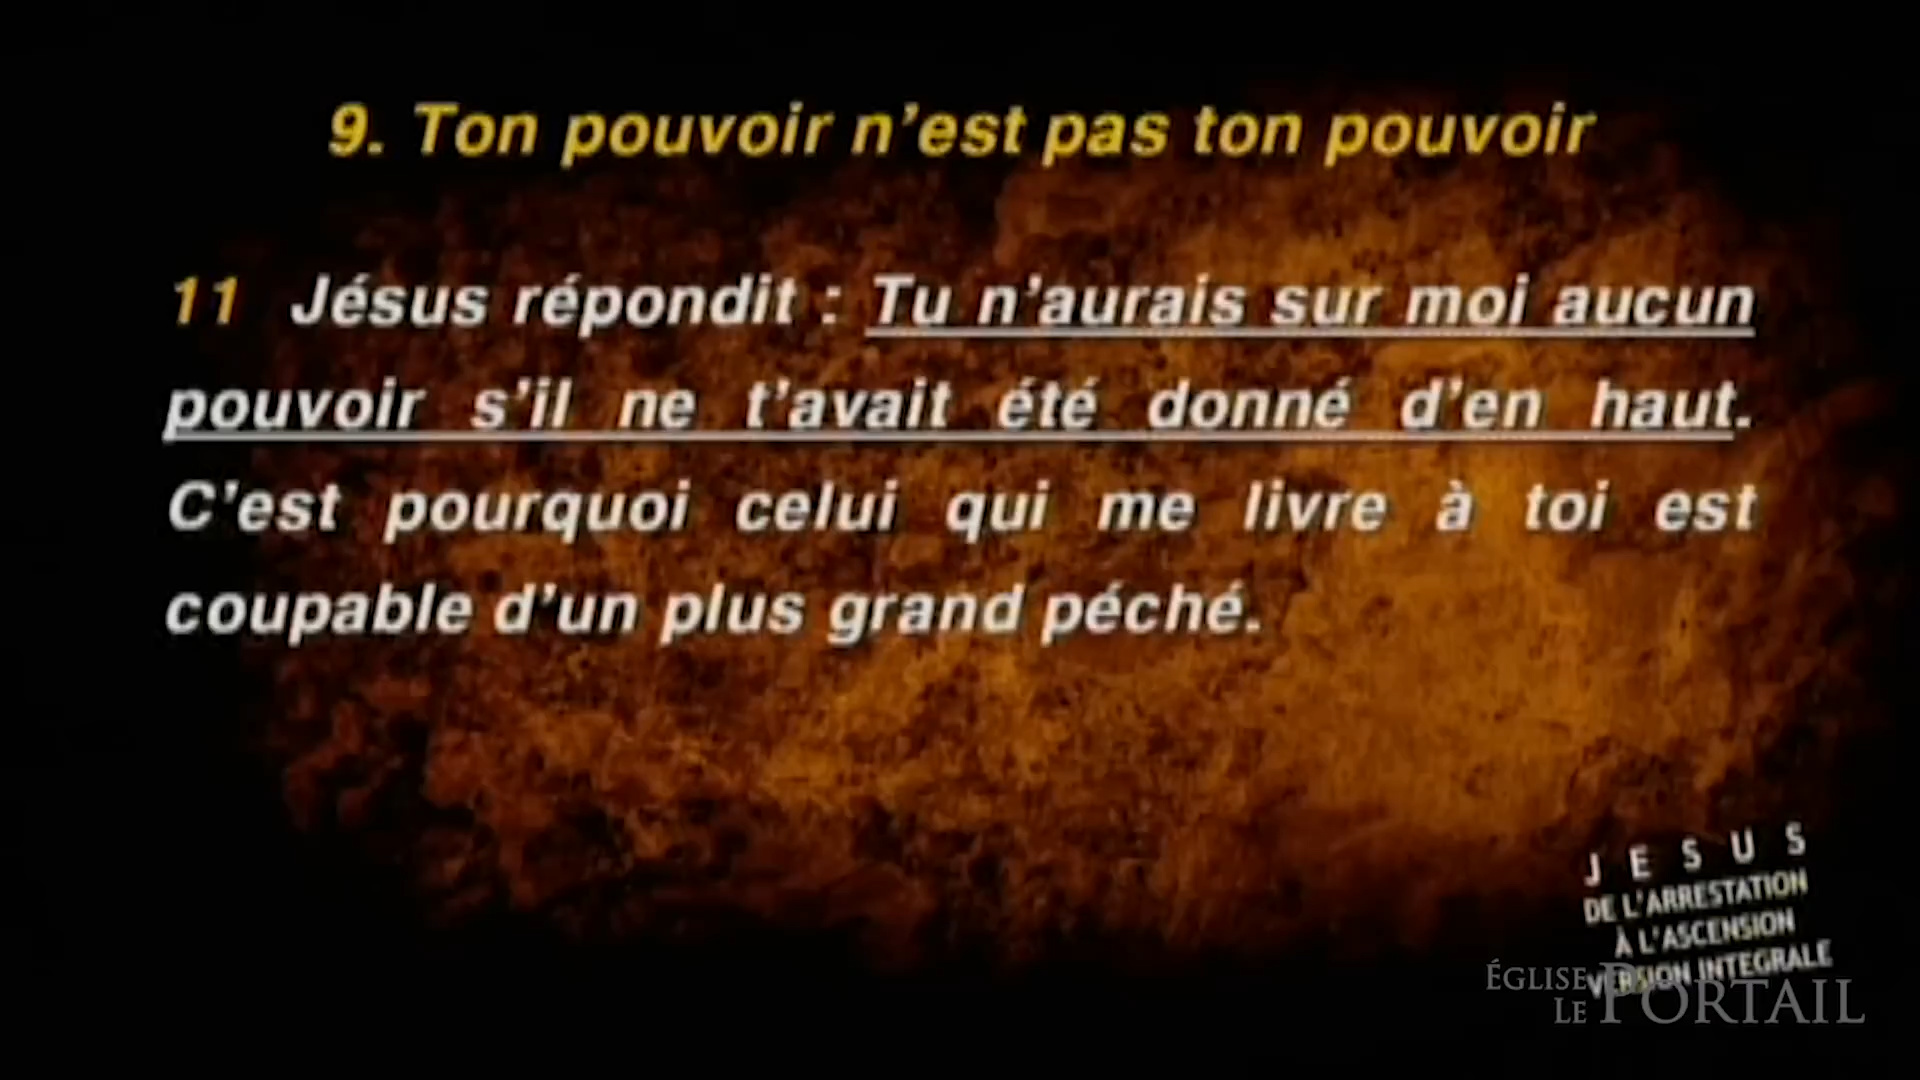 9. Ton pouvoir n'est pas ton pouvoir
11 Jésus répondit : Tu n'aurais sur moi aucun
pouvoir s'il ne t'avait été donné d'en haut.
C'est pourquoi celui qui me livre à toi est
coupable d'un plus grand péché.
JESUS
DE L'ARRESTATION
À L'ASCENSION
VERSION INTEGRALE
ÉGLISE
LE PORTAIL